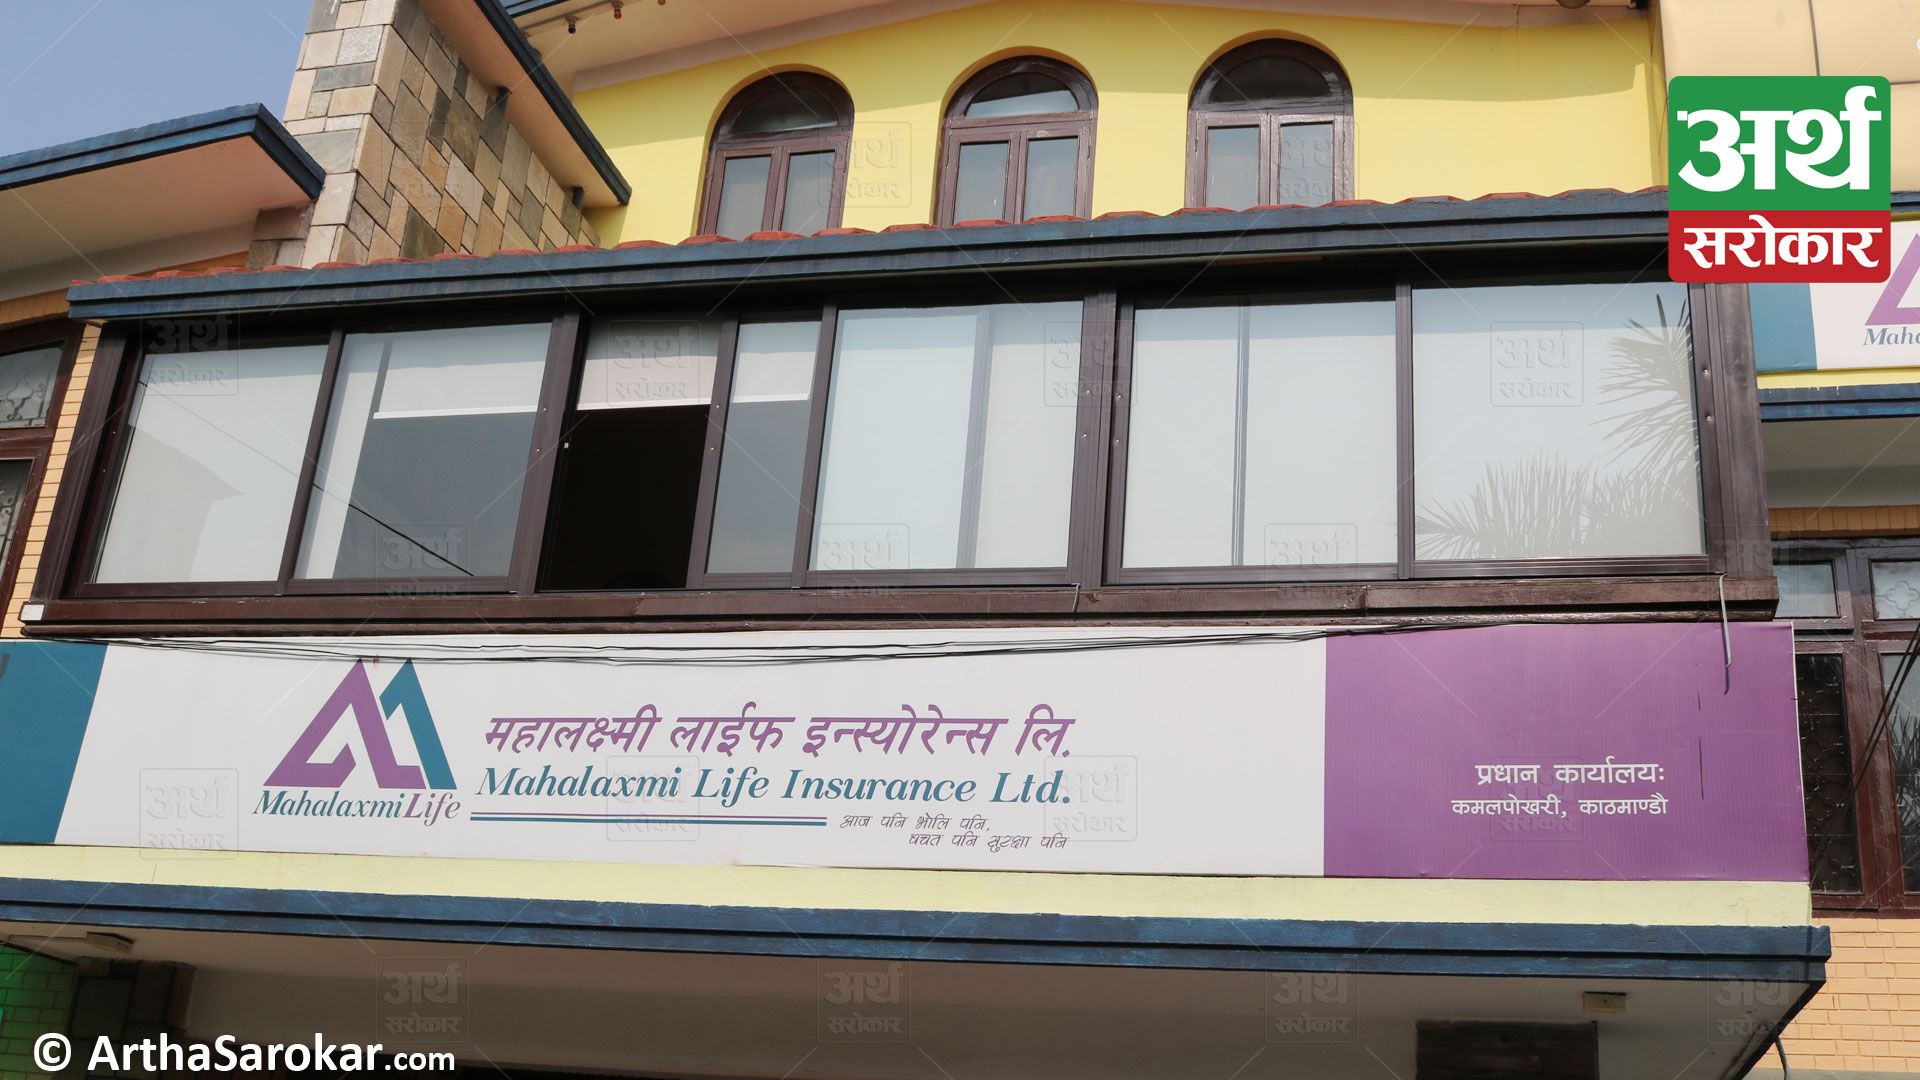 अर्थ
सरोकार
Maha
महालक्ष्मी लाईफ इन्स्योरेन्स लि.
Mahalaxmi Life Insurance Ltd.
MahalaxmiLife
आज पनि भोलि पनि,
बचत पनि सुरक्षा पनि
प्रधान कार्यालयः
कमलपोखरी, काठमाण्डौ
© ArthaSarokar.com